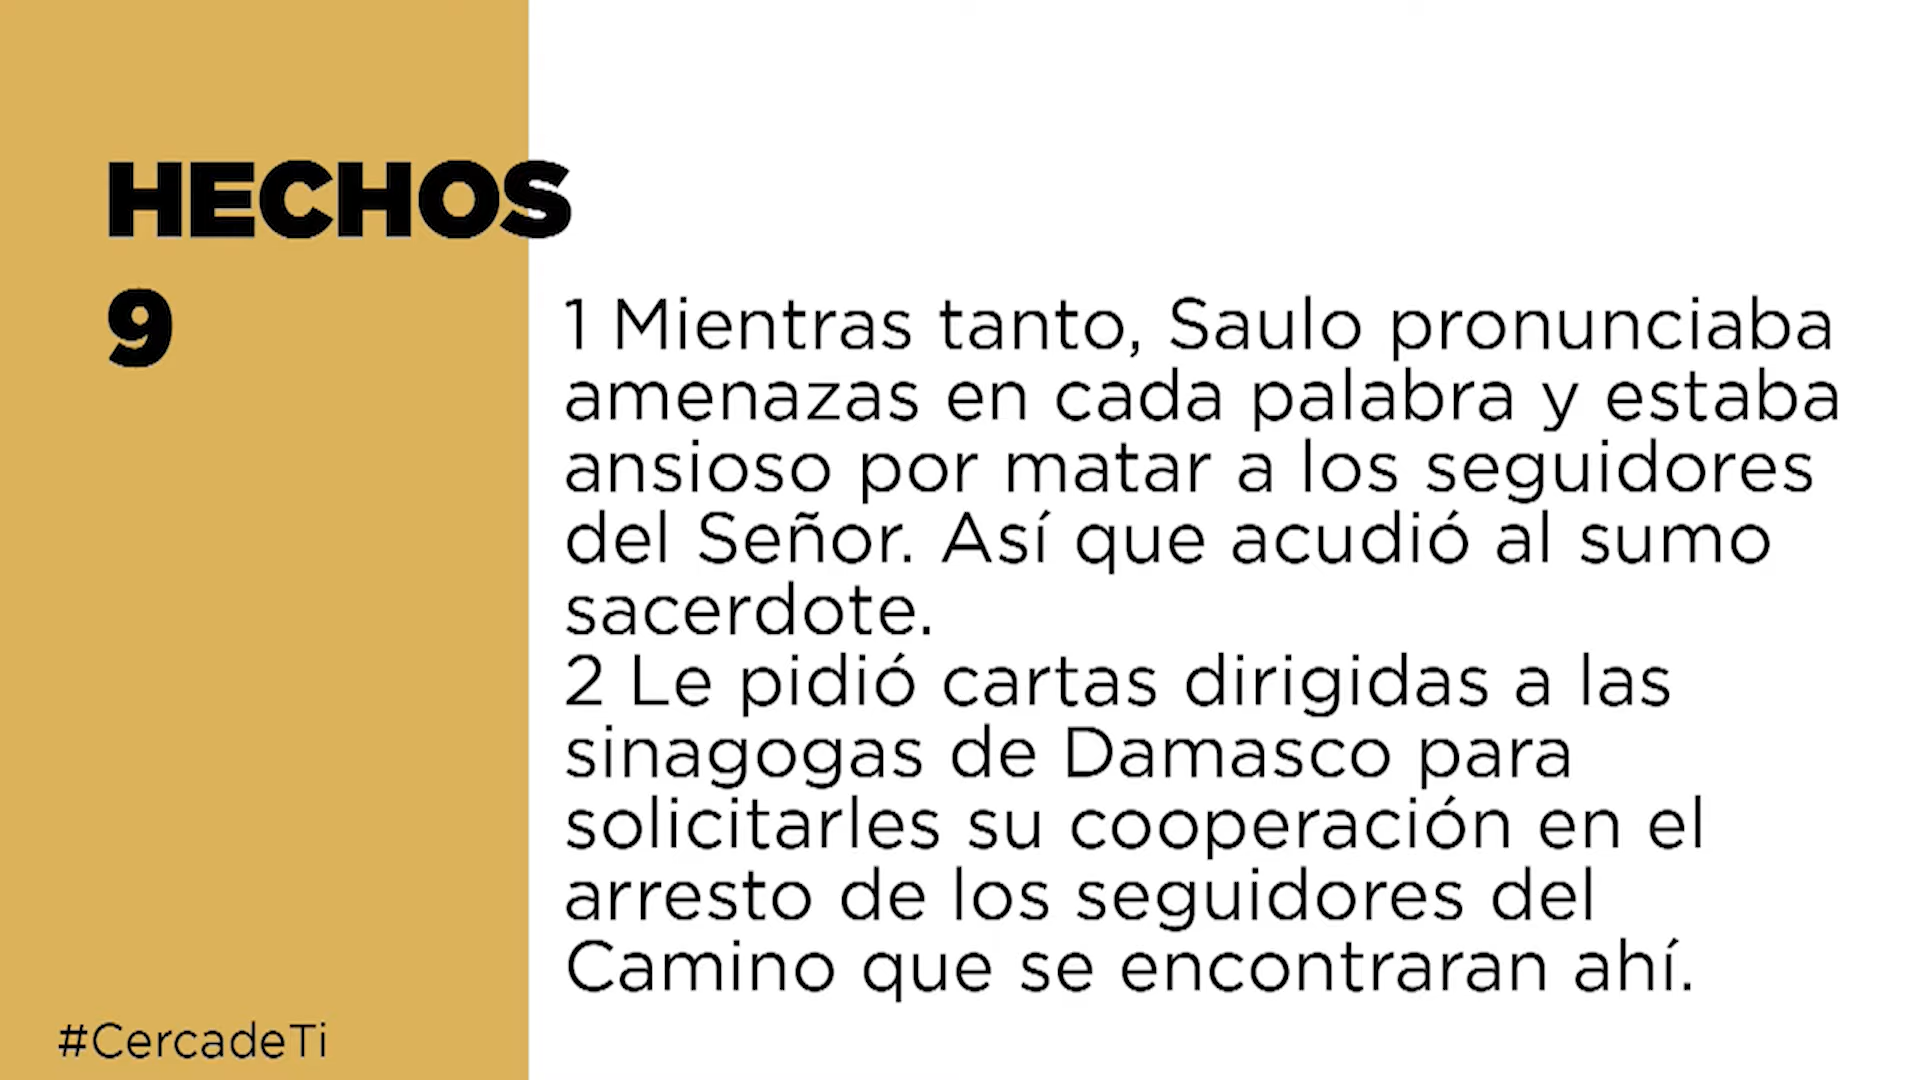 HECHOS
9
1 Mientras tanto, Saulo pronunciaba
amenazas en cada palabra y estaba
ansioso por matar a los seguidores
del Señor. Así que acudió al sumo
sacerdote.
2 Le pidió cartas dirigidas a las
sinagogas de Damasco para
solicitarles su cooperación en el
arresto de los seguidores del
Camino que se encontraran ahí.
#CercadeTi